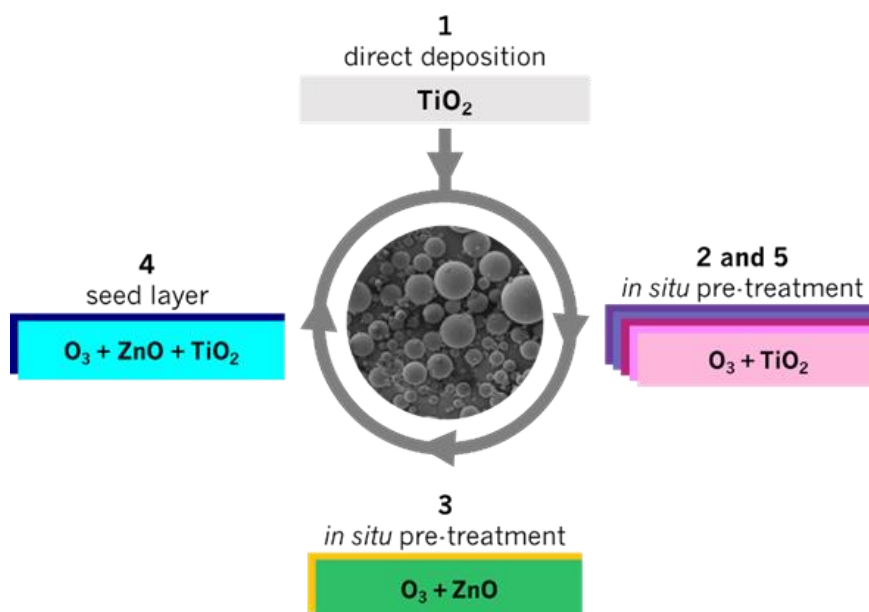 1
direct deposition
TiO₂
4
seed layer
O₃ + ZnO + TiO₂
2 and 5
in situ pre-treatment
O₃ + TiO₂
3
in situ pre-treatment
O₃ + ZnO